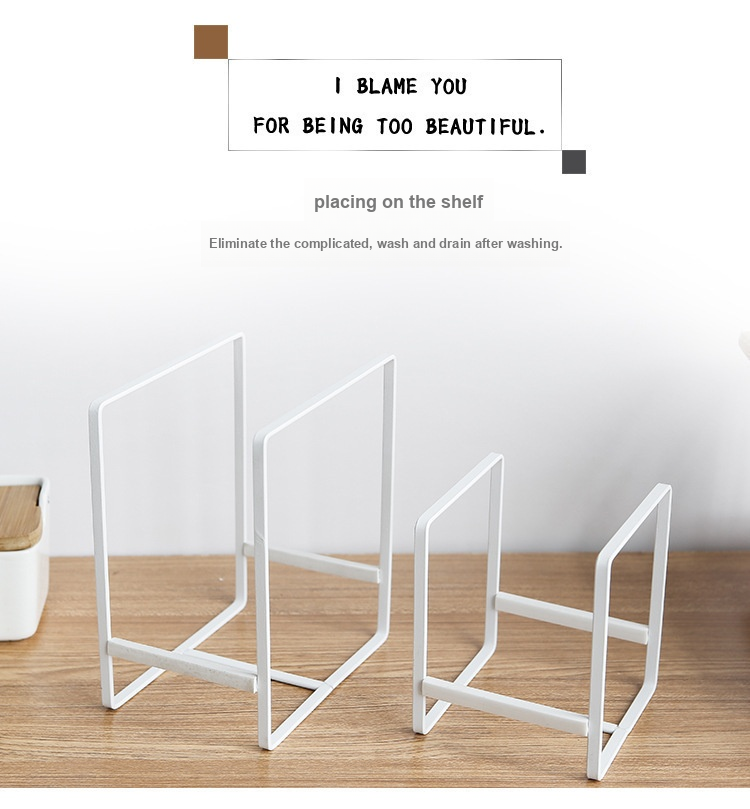 I BLAME YOU
FOR BEING TOO BEAUTIFUL.
placing on the shelf
Eliminate the complicated, wash and drain after washing.